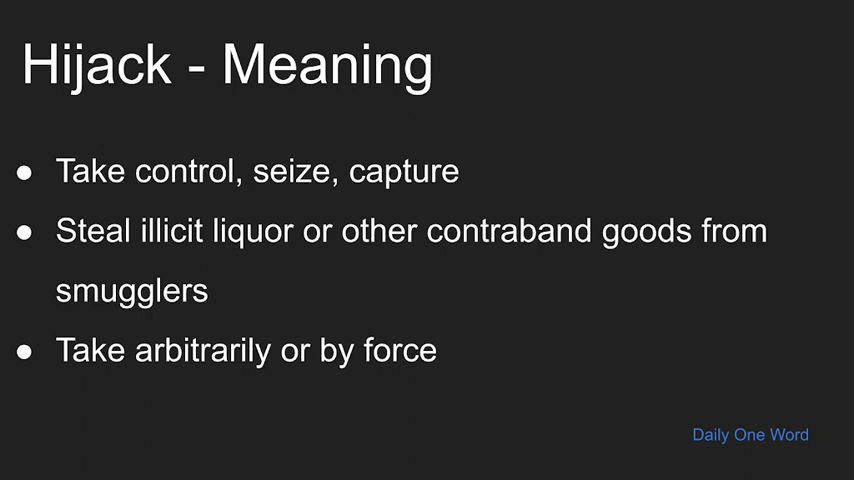 Hijack - Meaning
● Take control, seize, capture
● Steal illicit liquor or other contraband goods from
smugglers
● Take arbitrarily or by force
Daily One Word